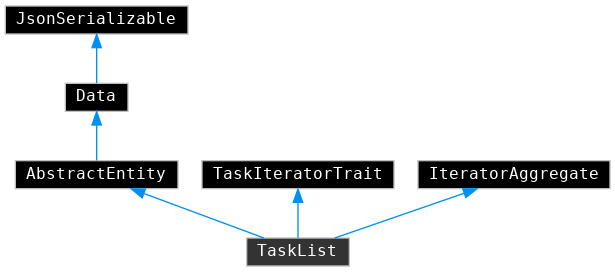 JsonSerializable
Data
AbstractEntity
TaskIteratorTrait
IteratorAggregate
TaskList